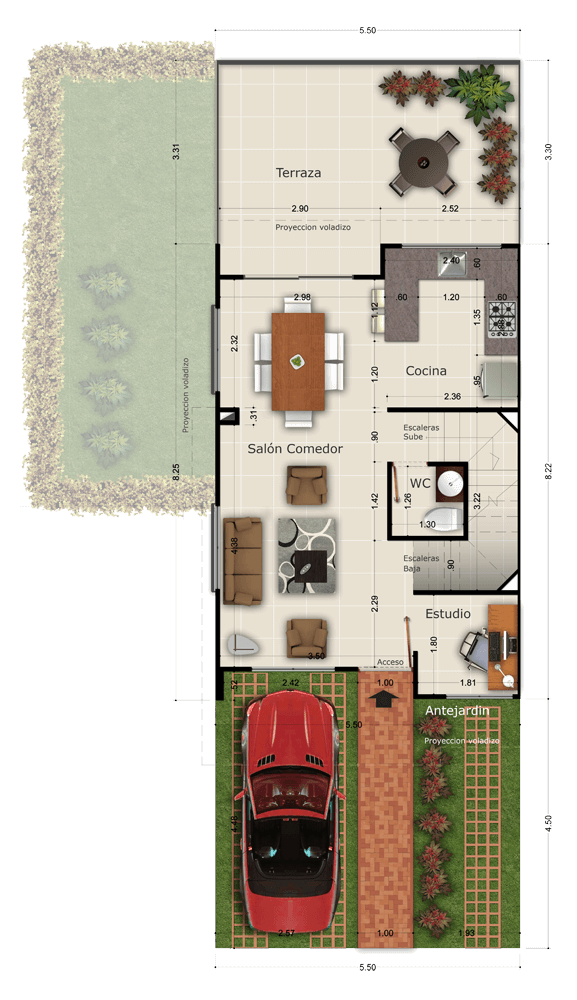 5.50
3.31
3.30
Terraza
2.90
2.52
Proyeccion voladizo
2.40
.60
2.98
.60
1.20
.60
1.12
1.35
2.32
Cocina
1.20
.95
2.36
Proyeccion voladizo
.31
Escaleras
Sube
.90
Salón Comedor
8.25
8.22
WC
1.42
1.26
3.22
1.30
4.38
Escaleras
Baja
.90
2.29
Estudio
1.80
3.50
Acceso
.52
2.42
1.00
1.81
Antejardin
5.50
Proyeccion voladizo
4.48
4.50
2.57
1.00
1.93
5.50